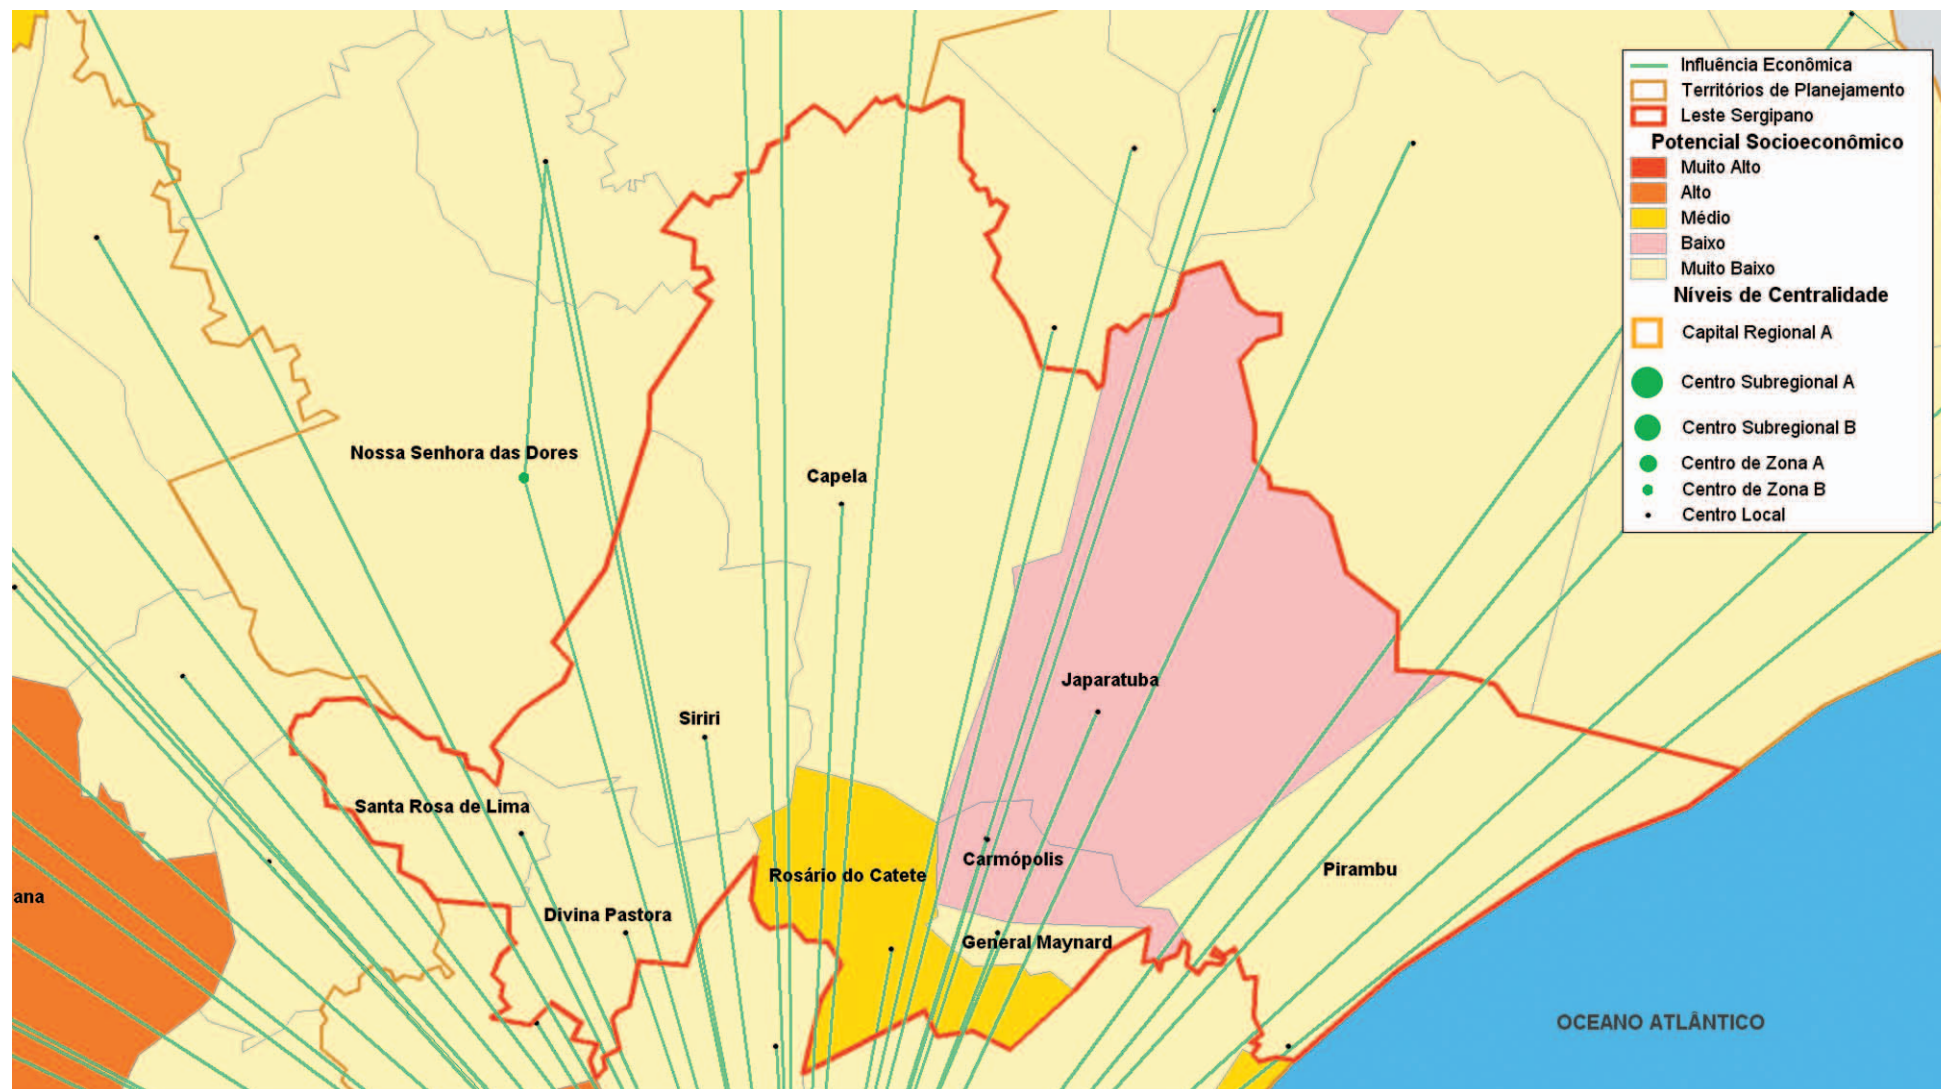 Influência Econômica
Territórios de Planejamento
Leste Sergipano
Potencial Socioeconômico
Muito Alto
Alto
Médio
Baixo
Muito Baixo
Níveis de Centralidade
Capital Regional A
Centro Subregional A
Centro Subregional B
Centro de Zona A
Centro de Zona B
Centro Local
Nossa Senhora das Dores
Capela
Japaratuba
Siriri
Santa Rosa de Lima
Carmópolis
Pirambu
Rosário do Catete
ana
Divina Pastora
General Maynard
OCEANO ATLÂNTICO